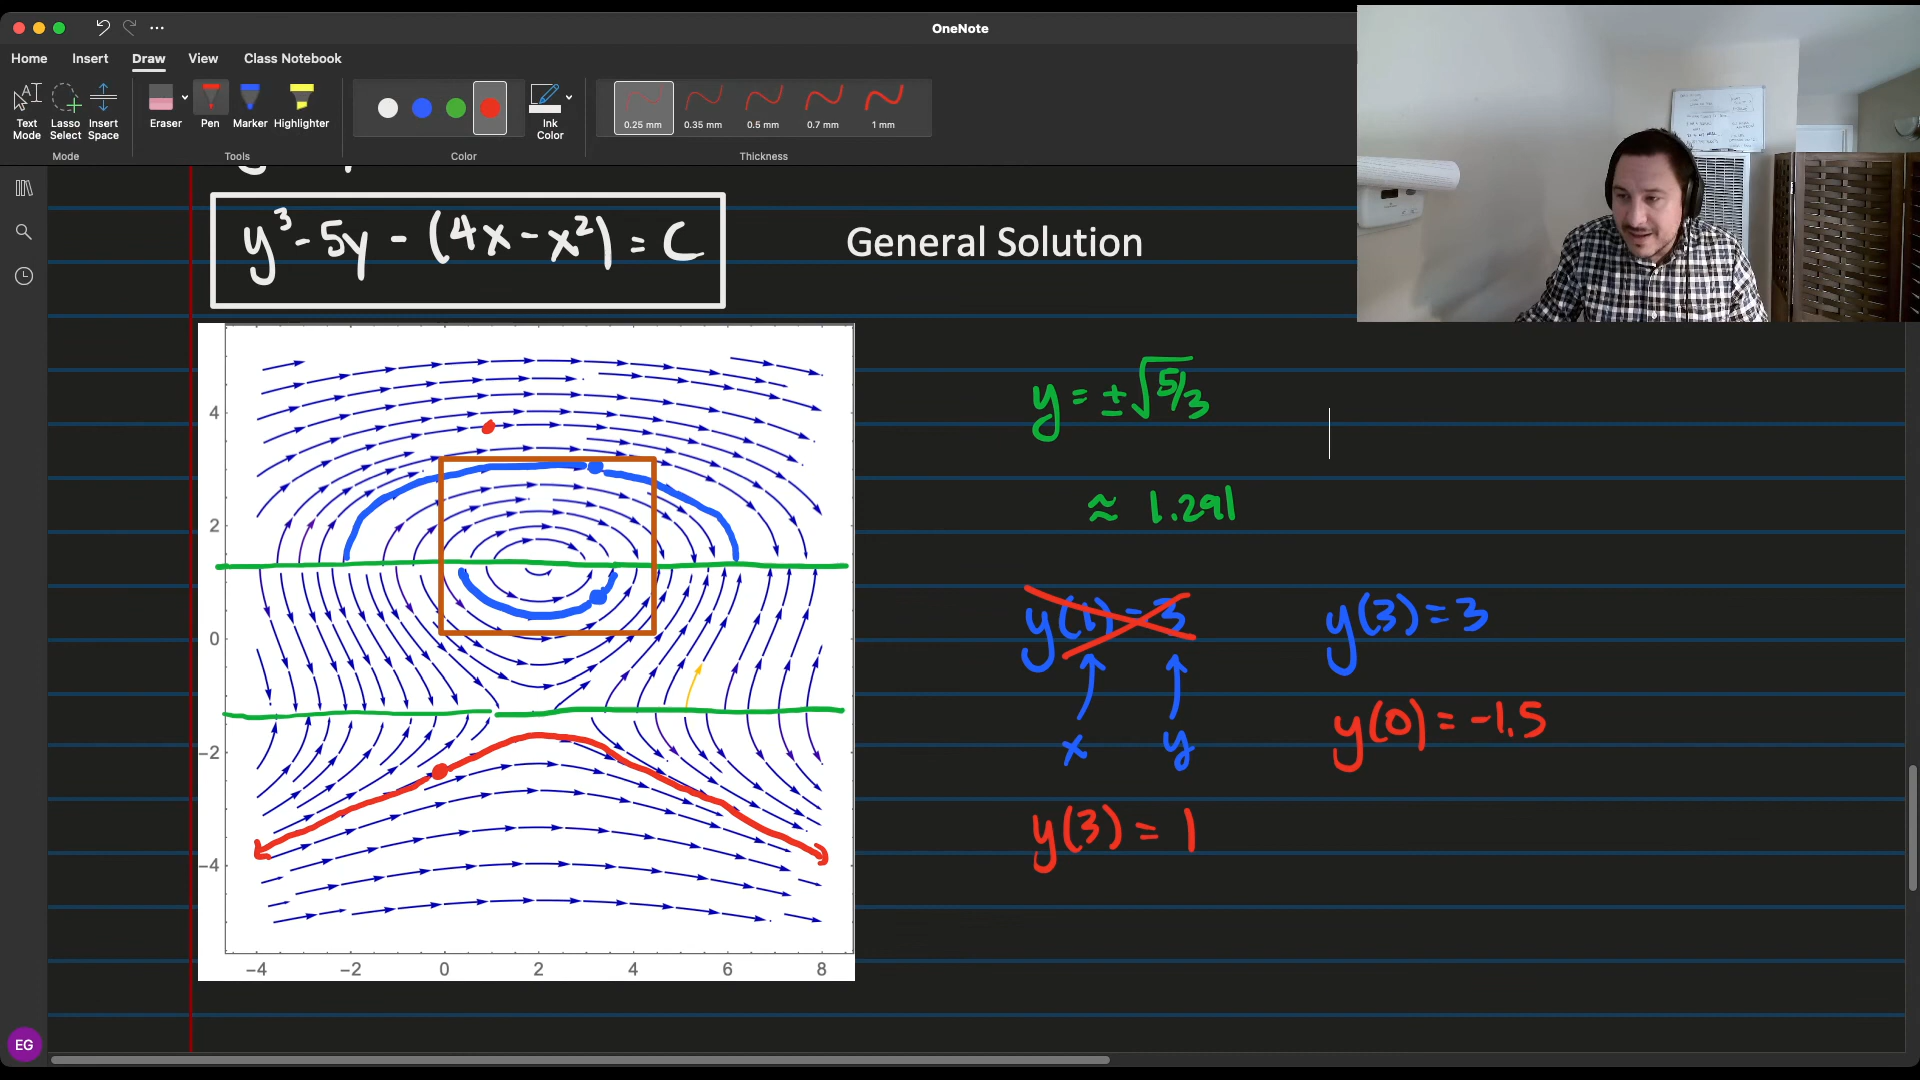 OneNote
Home Insert Draw View Class Notebook
Text Mode
Lasso Select
Insert Space
Eraser
Pen
Marker
Highlighter
Ink Color
0.25 mm
0.35 mm
0.5 mm
0.7 mm
1 mm
Mode
Tools
Color
Thickness
y³ - 5y - (4x - x²) = C
General Solution
y = ±√5/3
≈ 1.291
y(1) = 3
y(3) = 3
x
y
y(0) = -1.5
y(3) = 1
4
2
0
−2
−4
−4 −2 0 2 4 6 8
EG